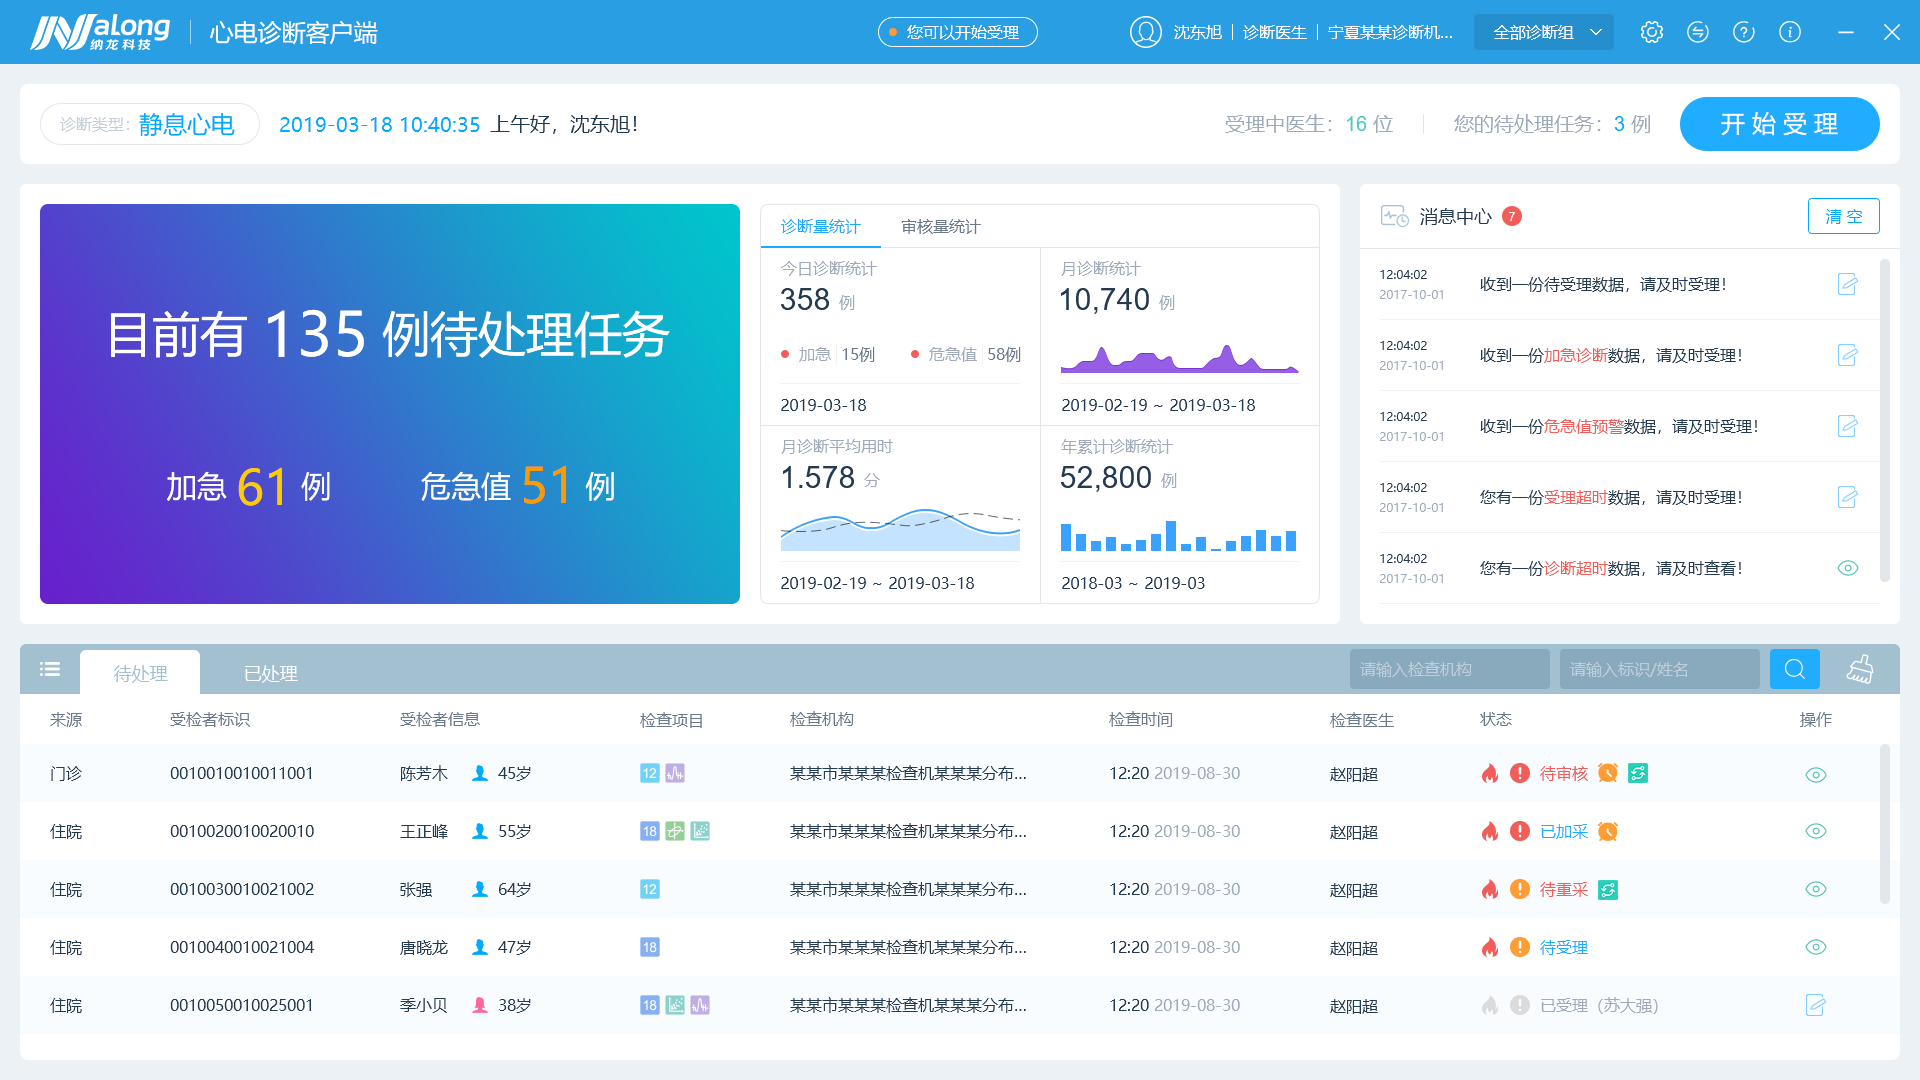 Nalong 纳龙科技 心电诊断客户端 您可以开始受理 沈东旭 诊断医生 宁夏某某诊断机... 全部诊断组
诊断类型: 静息心电 2019-03-18 10:40:35 上午好，沈东旭！ 受理中医生：16 位 您的待处理任务：3 例 开始受理
目前有 135 例待处理任务
加急 61 例 危急值 51 例
诊断量统计 审核量统计
今日诊断统计
358 例
加急 15例 危急值 58例
2019-03-18
月诊断统计
10,740 例
2019-02-19 ~ 2019-03-18
月诊断平均用时
1.578 分
2019-02-19 ~ 2019-03-18
年累计诊断统计
52,800 例
2018-03 ~ 2019-03
消息中心 7 清空
12:04:02
2017-10-01
收到一份待受理数据，请及时受理！
12:04:02
2017-10-01
收到一份加急诊断数据，请及时受理！
12:04:02
2017-10-01
收到一份危急值预警数据，请及时受理！
12:04:02
2017-10-01
您有一份受理超时数据，请及时受理！
12:04:02
2017-10-01
您有一份诊断超时数据，请及时查看！
待处理 已处理 请输入检查机构 请输入标识/姓名
来源 受检者标识 受检者信息 检查项目 检查机构 检查时间 检查医生 状态 操作
门诊 0010010010011001 陈芳木 45岁 12 某某市某某某检查机某某某分布... 12:20 2019-08-30 赵阳超 待审核
住院 0010020010020010 王正峰 55岁 18 某某市某某某检查机某某某分布... 12:20 2019-08-30 赵阳超 已加采
住院 0010030010021002 张强 64岁 12 某某市某某某检查机某某某分布... 12:20 2019-08-30 赵阳超 待重采
住院 0010040010021004 唐晓龙 47岁 18 某某市某某某检查机某某某分布... 12:20 2019-08-30 赵阳超 待受理
住院 0010050010025001 季小贝 38岁 18 某某市某某某检查机某某某分布... 12:20 2019-08-30 赵阳超 已受理（苏大强）